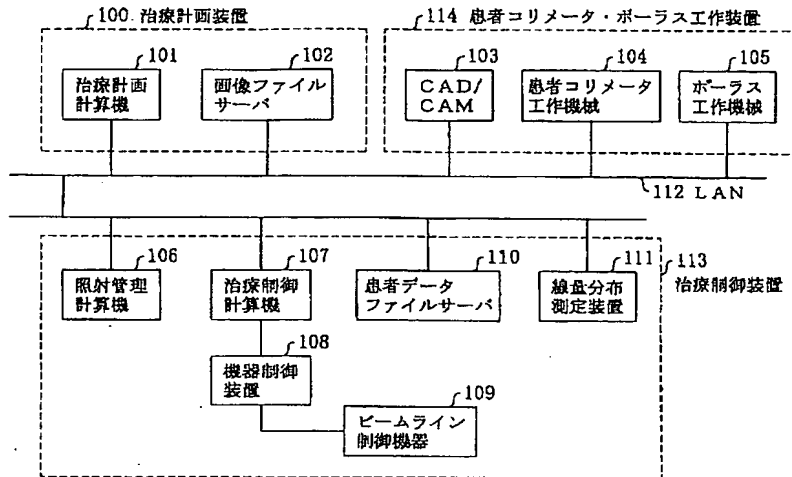 100 治療計画装置
114 患者コリメータ・ボーラス工作装置
101
102
103
104
105
治療計画
計算機
画像ファイル
サーバ
CAD/
CAM
患者コリメータ
工作機械
ボーラス
工作機械
112 LAN
106
107
110
111
113
治療制御装置
照射管理
計算機
治療制御
計算機
患者データ
ファイルサーバ
線量分布
測定装置
108
機器制御
装置
109
ビームライン
制御機器